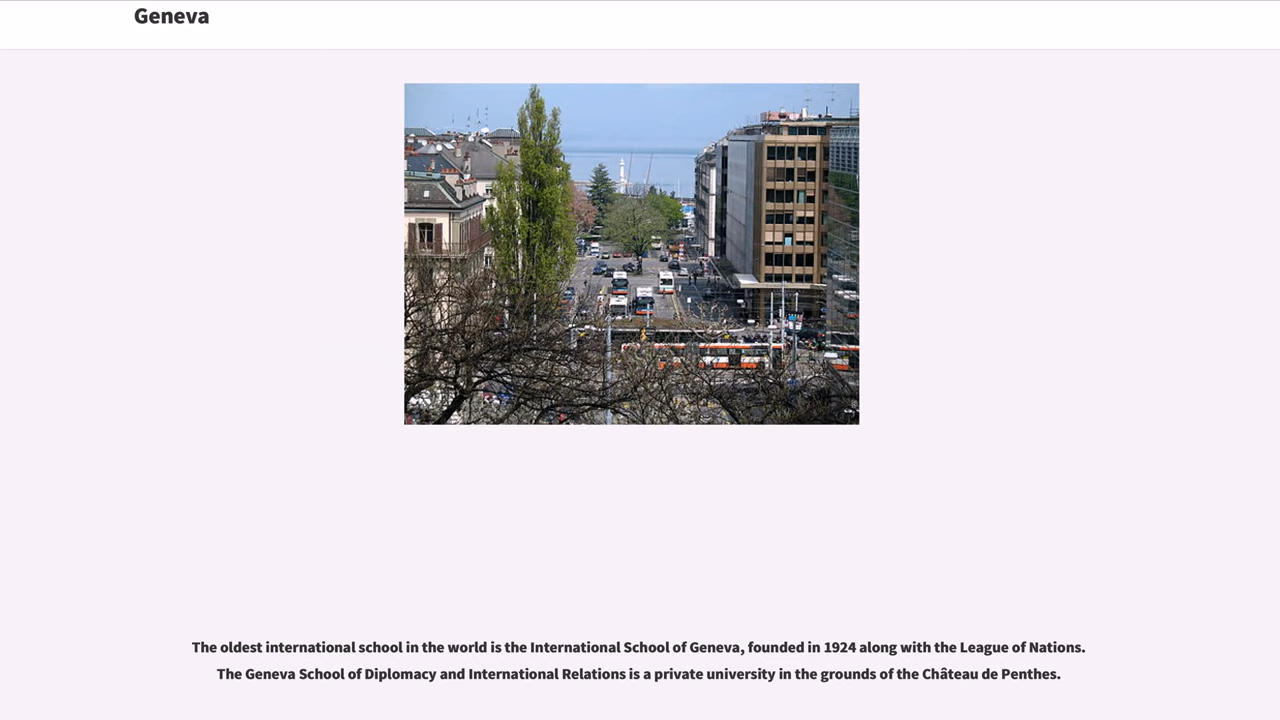 Geneva
The oldest international school in the world is the International School of Geneva, founded in 1924 along with the League of Nations.
The Geneva School of Diplomacy and International Relations is a private university in the grounds of the Château de Penthes.